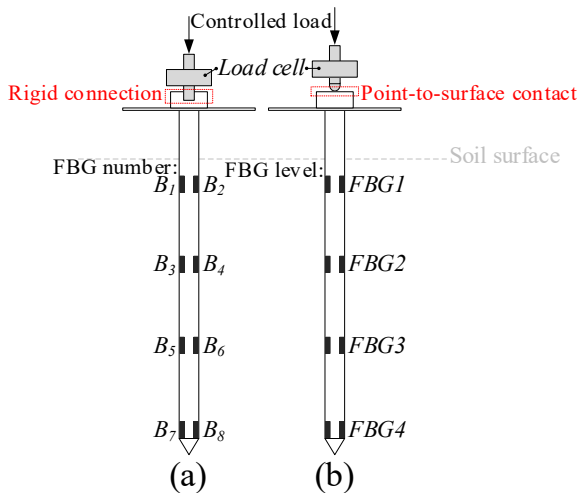 Controlled load
Load cell
Rigid connection
Point-to-surface contact
Soil surface
FBG number:
FBG level:
B1 B2
FBG1
B3 B4
FBG2
B5 B6
FBG3
B7 B8
FBG4
(a)
(b)